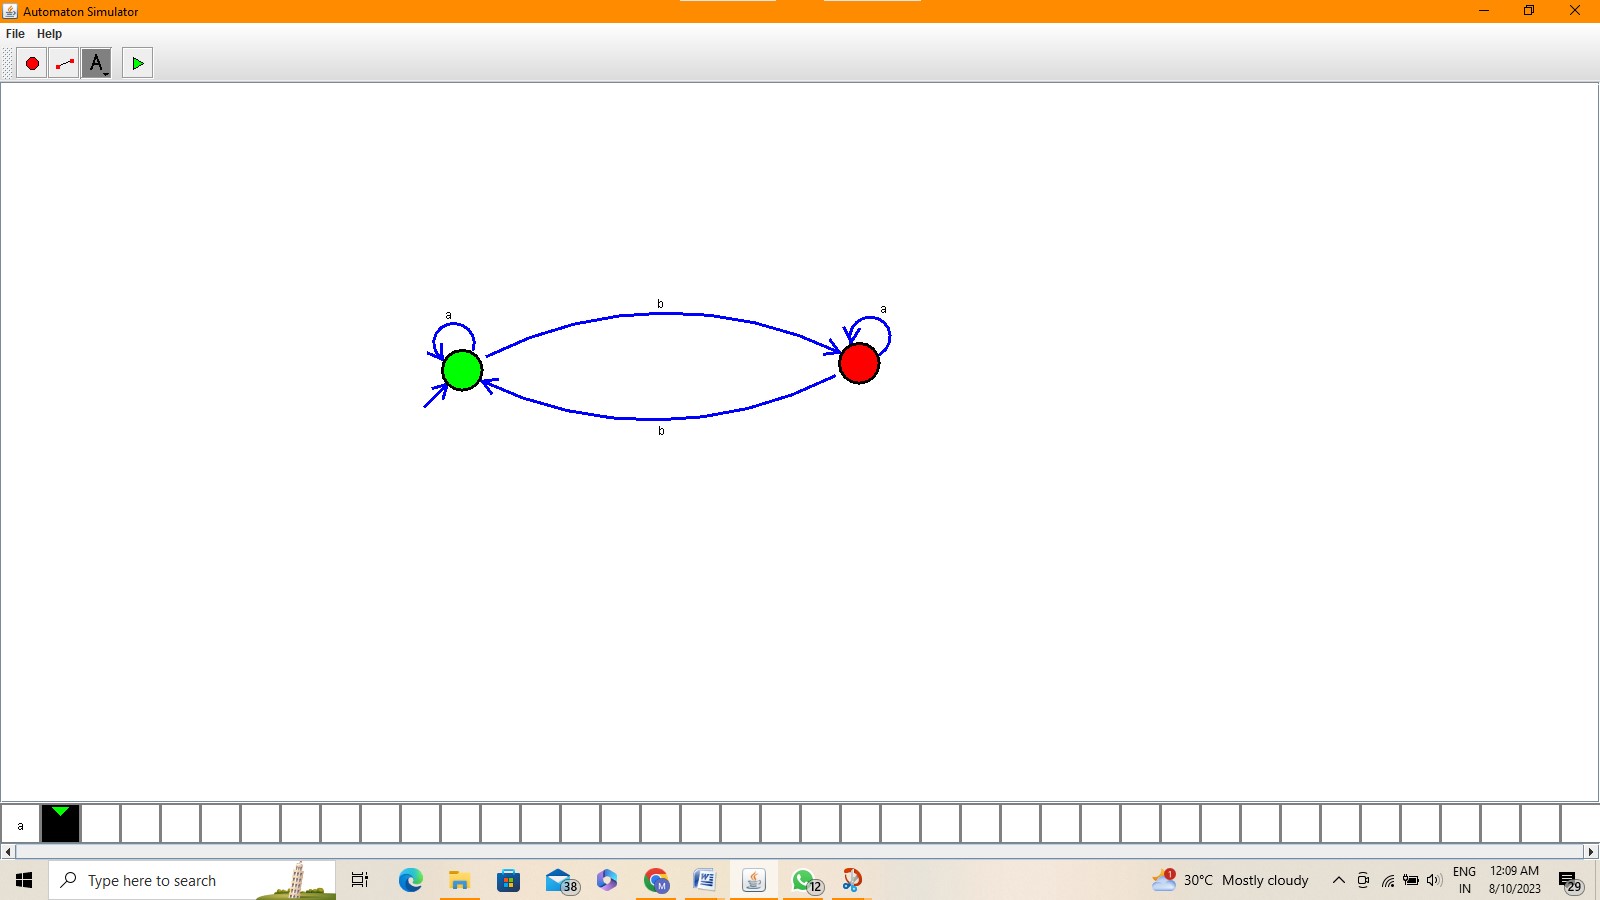 Automaton Simulator
File Help
A
a
b
a
b
a
Type here to search
38
W
M
12
1
30°C Mostly cloudy
ENG
IN
12:09 AM
8/10/2023
29